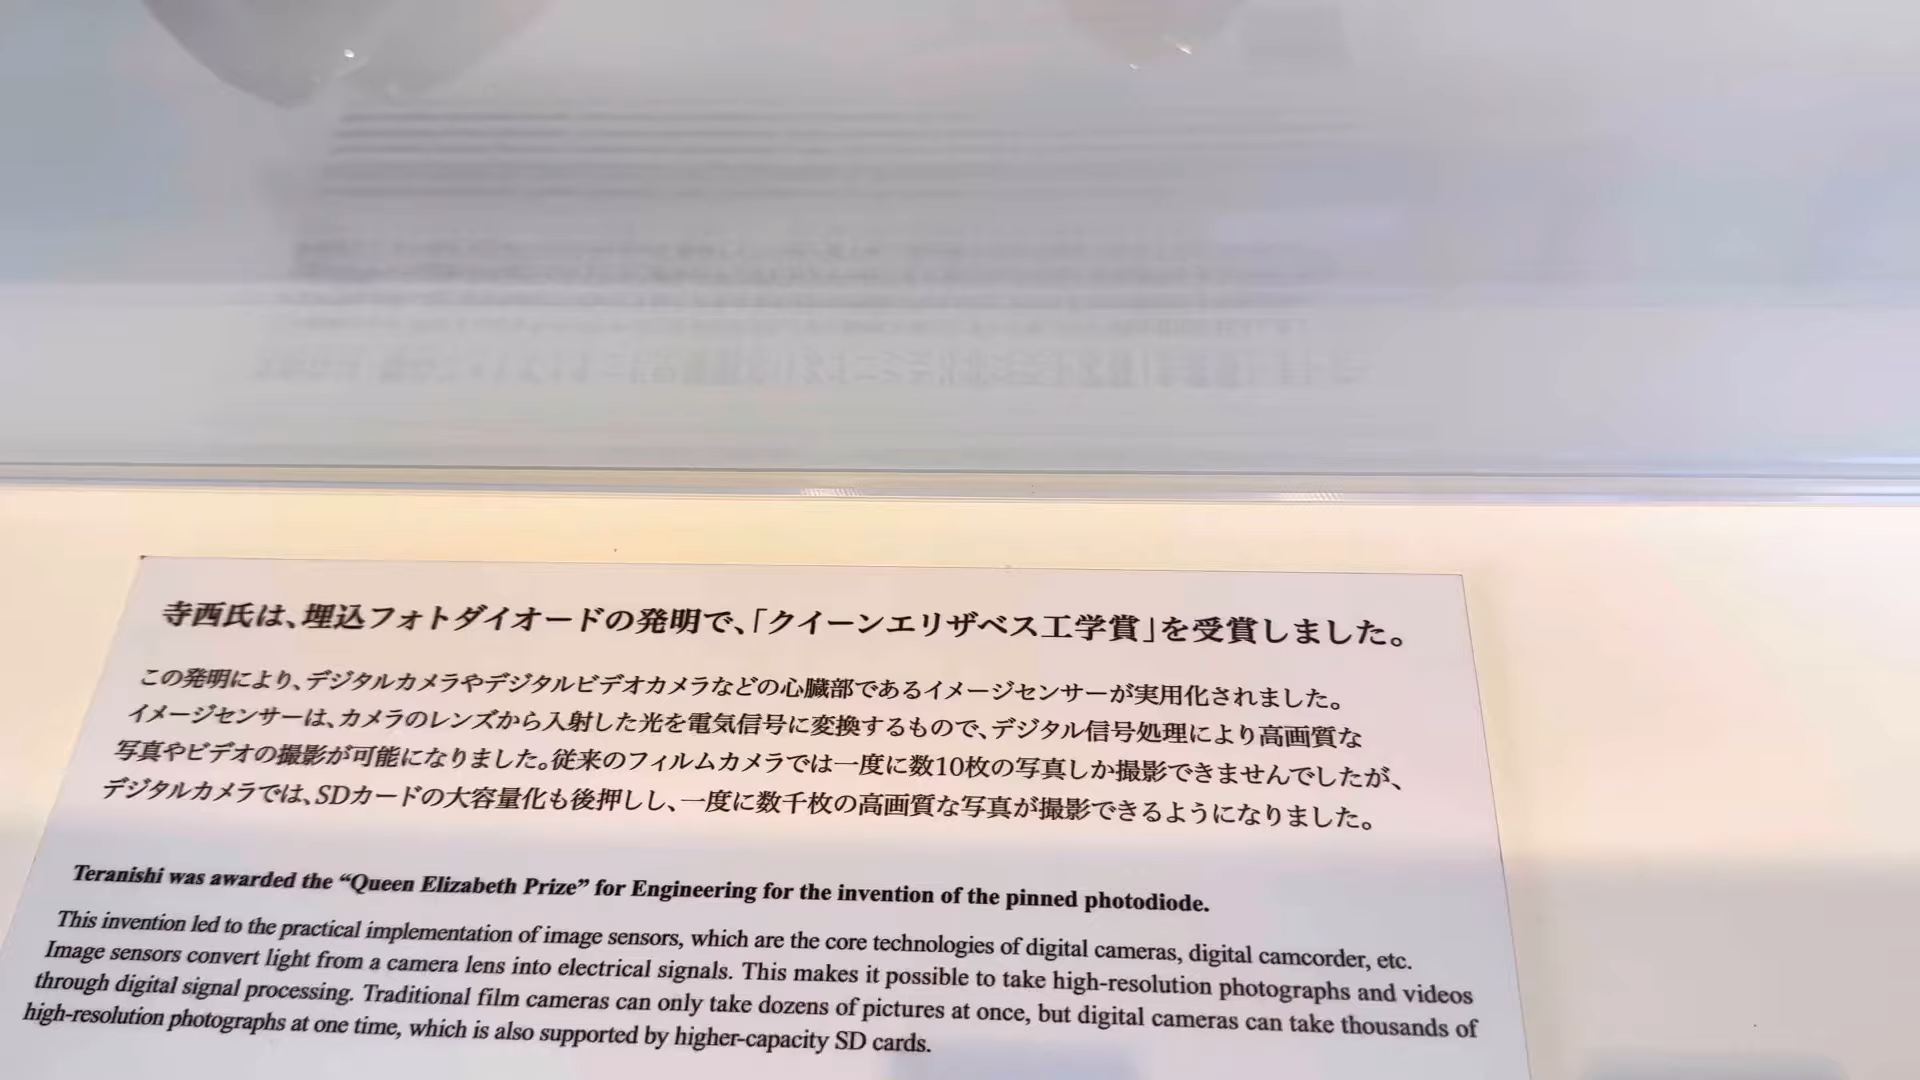 寺西氏は、埋込フォトダイオードの発明で、「クイーンエリザベス工学賞」を受賞しました。
この発明により、デジタルカメラやデジタルビデオカメラなどの心臓部であるイメージセンサーが実用化されました。
イメージセンサーは、カメラのレンズから入射した光を電気信号に変換するもので、デジタル信号処理により高画質な
写真やビデオの撮影が可能になりました。従来のフィルムカメラでは一度に数10枚の写真しか撮影できませんでしたが、
デジタルカメラでは、SDカードの大容量化も後押しし、一度に数千枚の高画質な写真が撮影できるようになりました。
Teranishi was awarded the “Queen Elizabeth Prize” for Engineering for the invention of the pinned photodiode.
This invention led to the practical implementation of image sensors, which are the core technologies of digital cameras, digital camcorder, etc.
Image sensors convert light from a camera lens into electrical signals. This makes it possible to take high-resolution photographs and videos
through digital signal processing. Traditional film cameras can only take dozens of pictures at once, but digital cameras can take thousands of
high-resolution photographs at one time, which is also supported by higher-capacity SD cards.